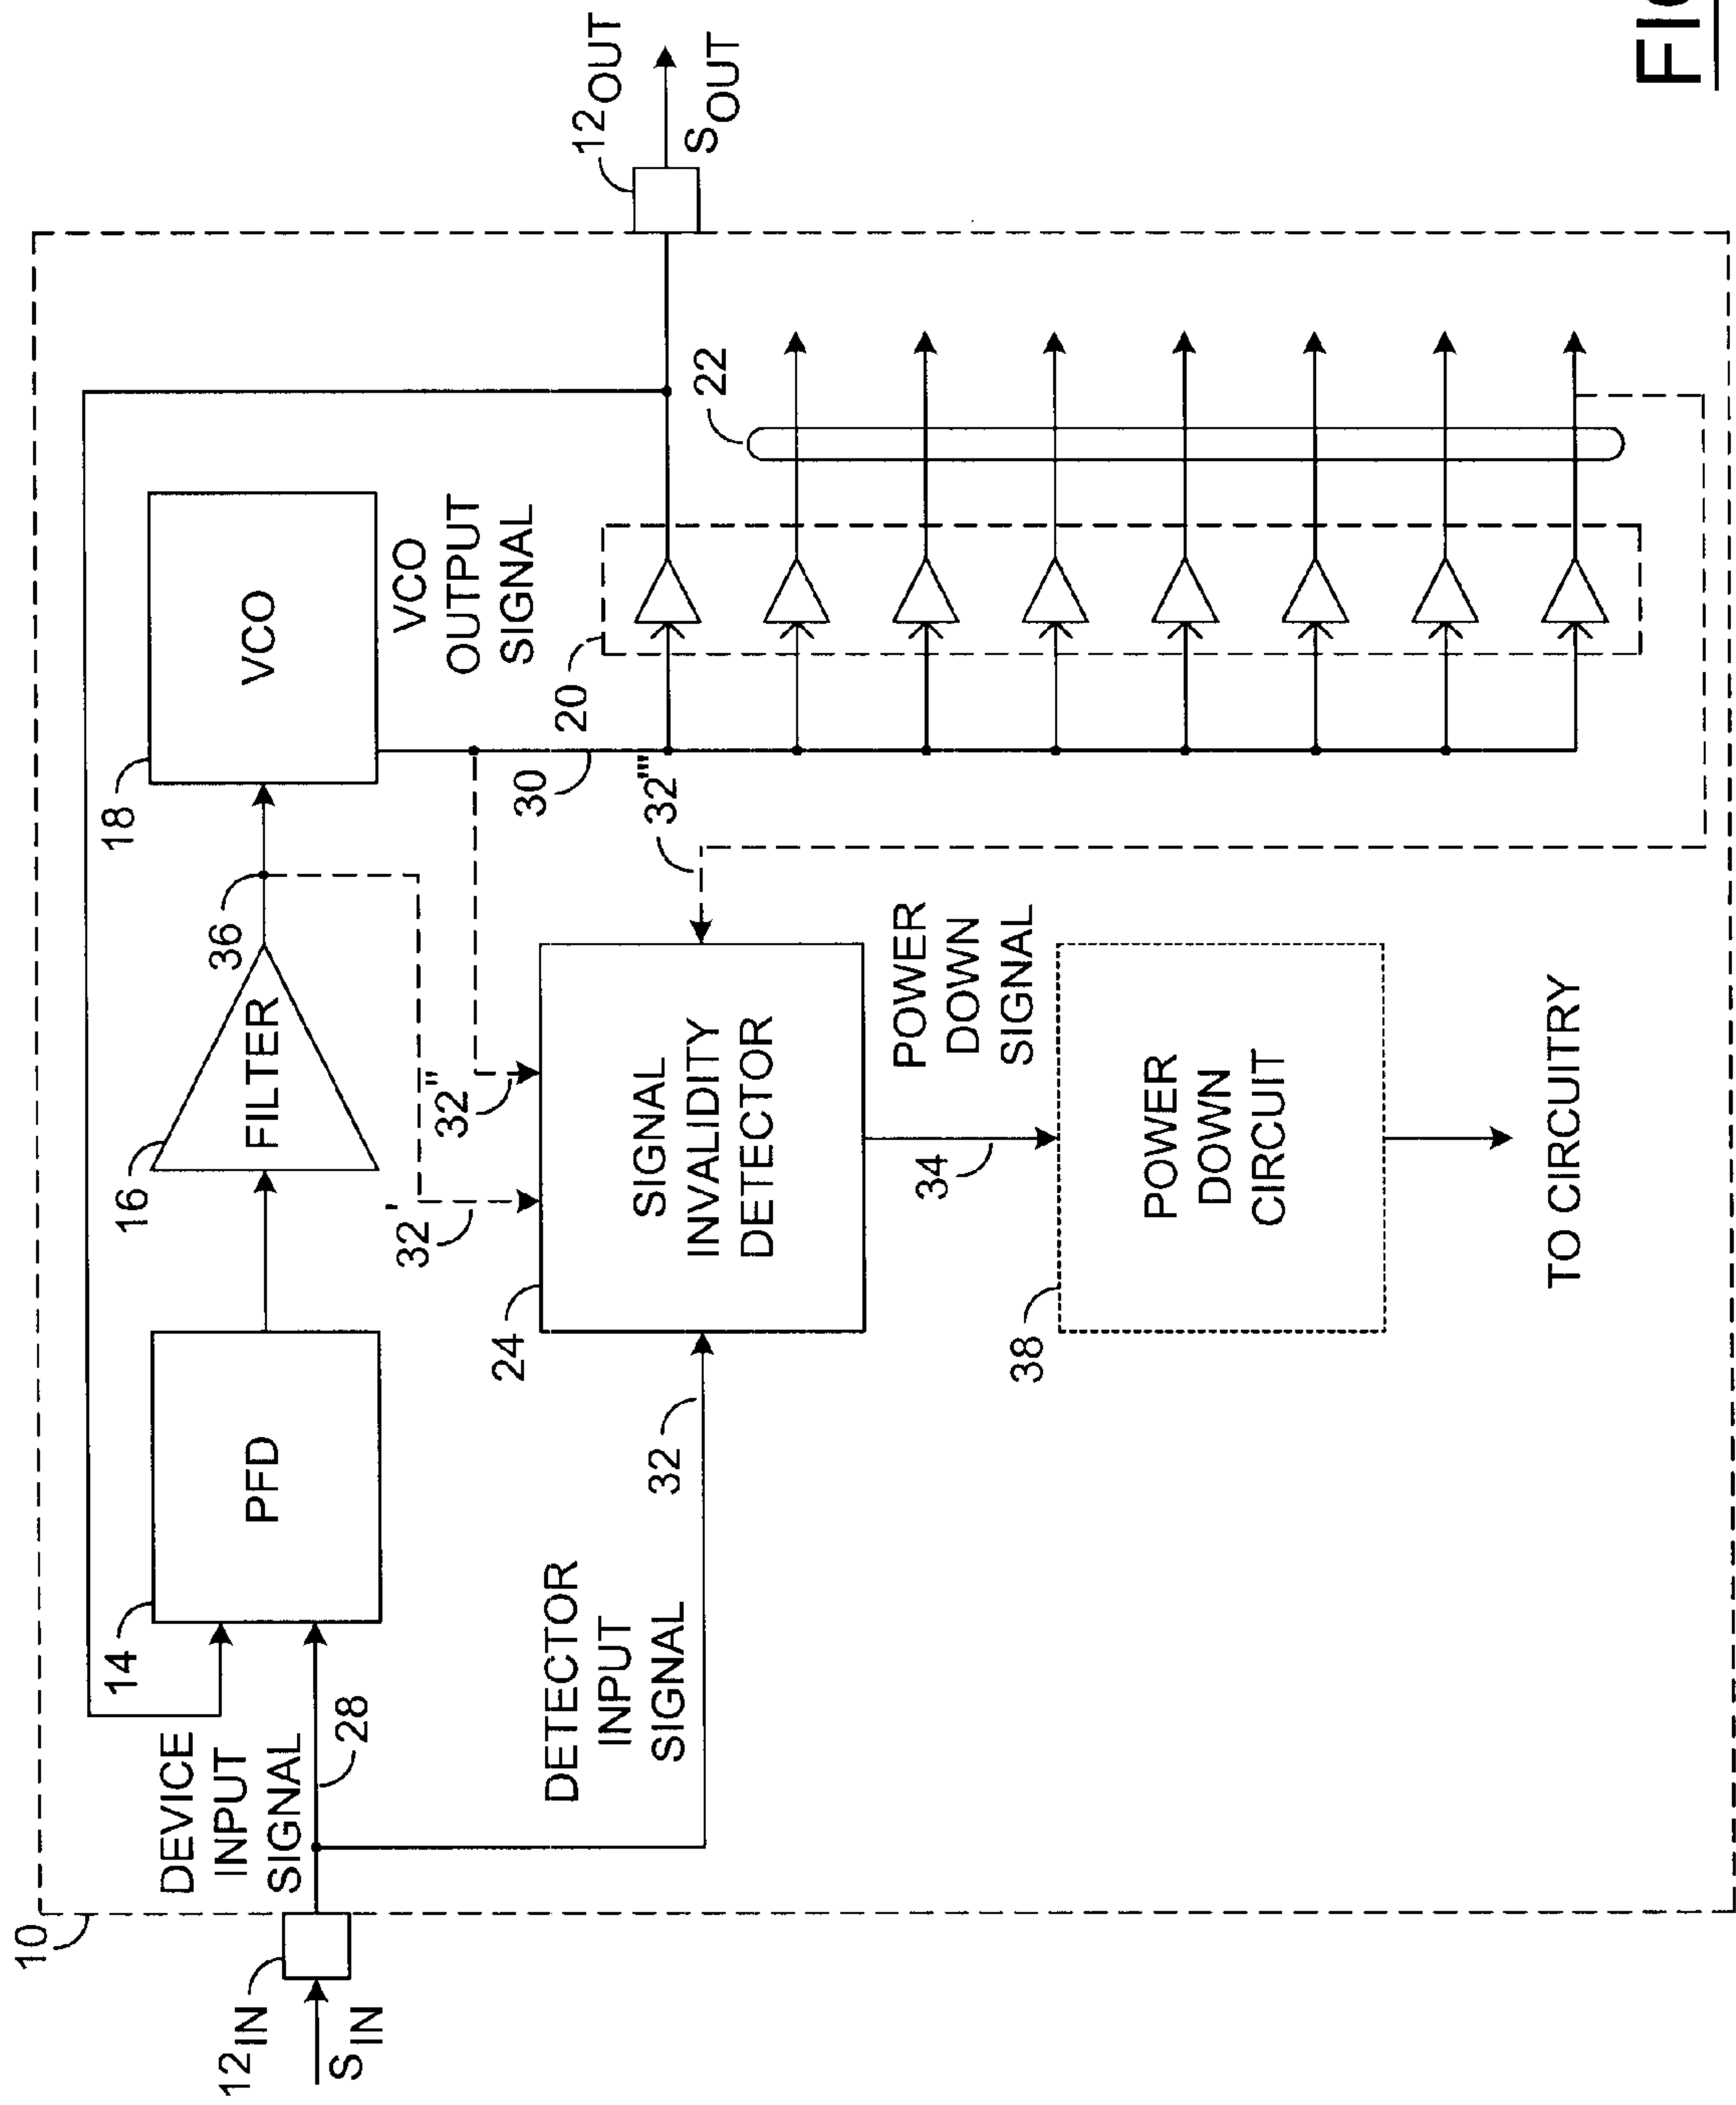 10
12IN
SIN
DEVICE
INPUT
SIGNAL
28
14
PFD
16
FILTER
36
18
VCO
VCO
OUTPUT
SIGNAL
30
20
22
12OUT
SOUT
DETECTOR
INPUT
SIGNAL
32
32'
32"
32'"
24
SIGNAL
INVALIDITY
DETECTOR
34
POWER
DOWN
SIGNAL
38
POWER
DOWN
CIRCUIT
TO CIRCUITRY